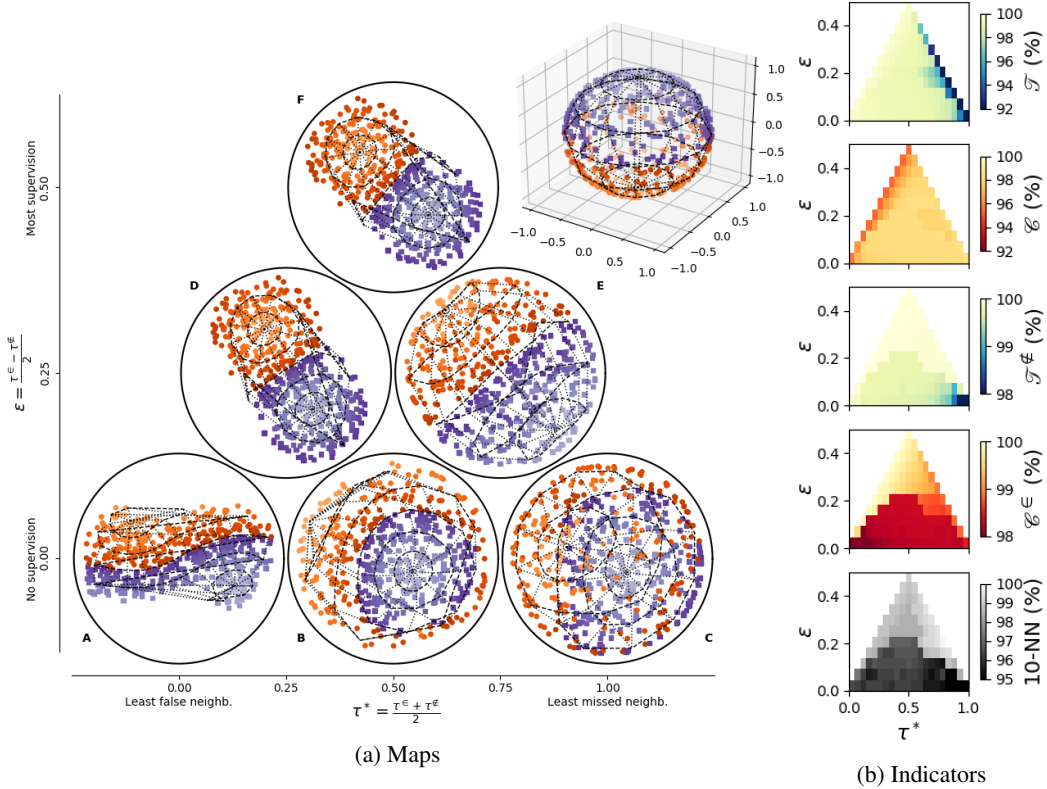 F
1.0
0.5
0.0
−0.5
−1.0
−1.0
−0.5
0.0
0.5
1.0
−1.0
−0.5
0.0
0.5
1.0
D
E
A
B
C
Most supervision
0.50
0.25
0.00
No supervision
ε = (τ^∈ − τ^∉)/2
0.00
0.25
0.50
0.75
1.00
Least false neighb.
Least missed neighb.
τ* = (τ^∈ + τ^∉)/2
(a) Maps
0.4
0.2
0.0
ε
100
98
96
94
92
𝒯 (%)
0.4
0.2
0.0
ε
100
98
96
94
92
𝒞 (%)
0.4
0.2
0.0
ε
100
99
98
𝒯^∉ (%)
0.4
0.2
0.0
ε
100
99
98
𝒞^∈ (%)
0.4
0.2
0.0
ε
100
99
98
97
96
95
10-NN (%)
0.0
0.5
1.0
τ*
(b) Indicators